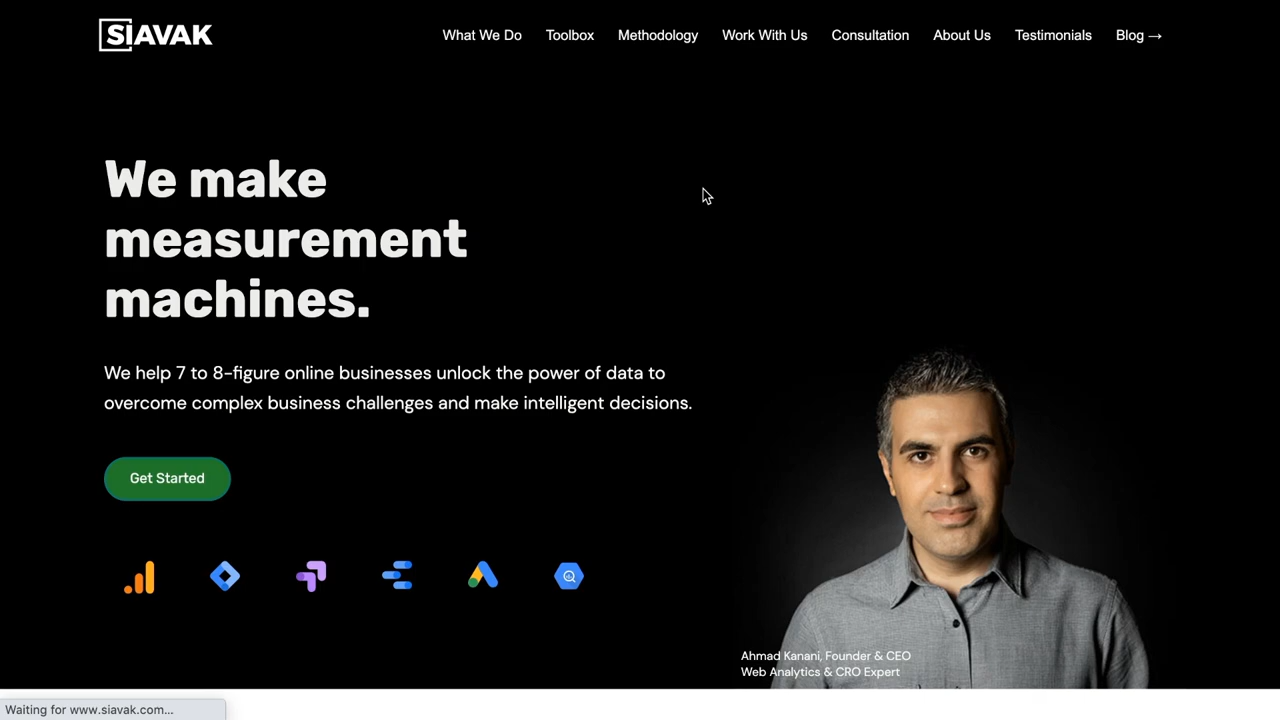 SIAVAK
What We Do
Toolbox
Methodology
Work With Us
Consultation
About Us
Testimonials
Blog →
We make
measurement
machines.
We help 7 to 8-figure online businesses unlock the power of data to
overcome complex business challenges and make intelligent decisions.
Get Started
Ahmad Kanani, Founder & CEO
Web Analytics & CRO Expert
Waiting for www.siavak.com...